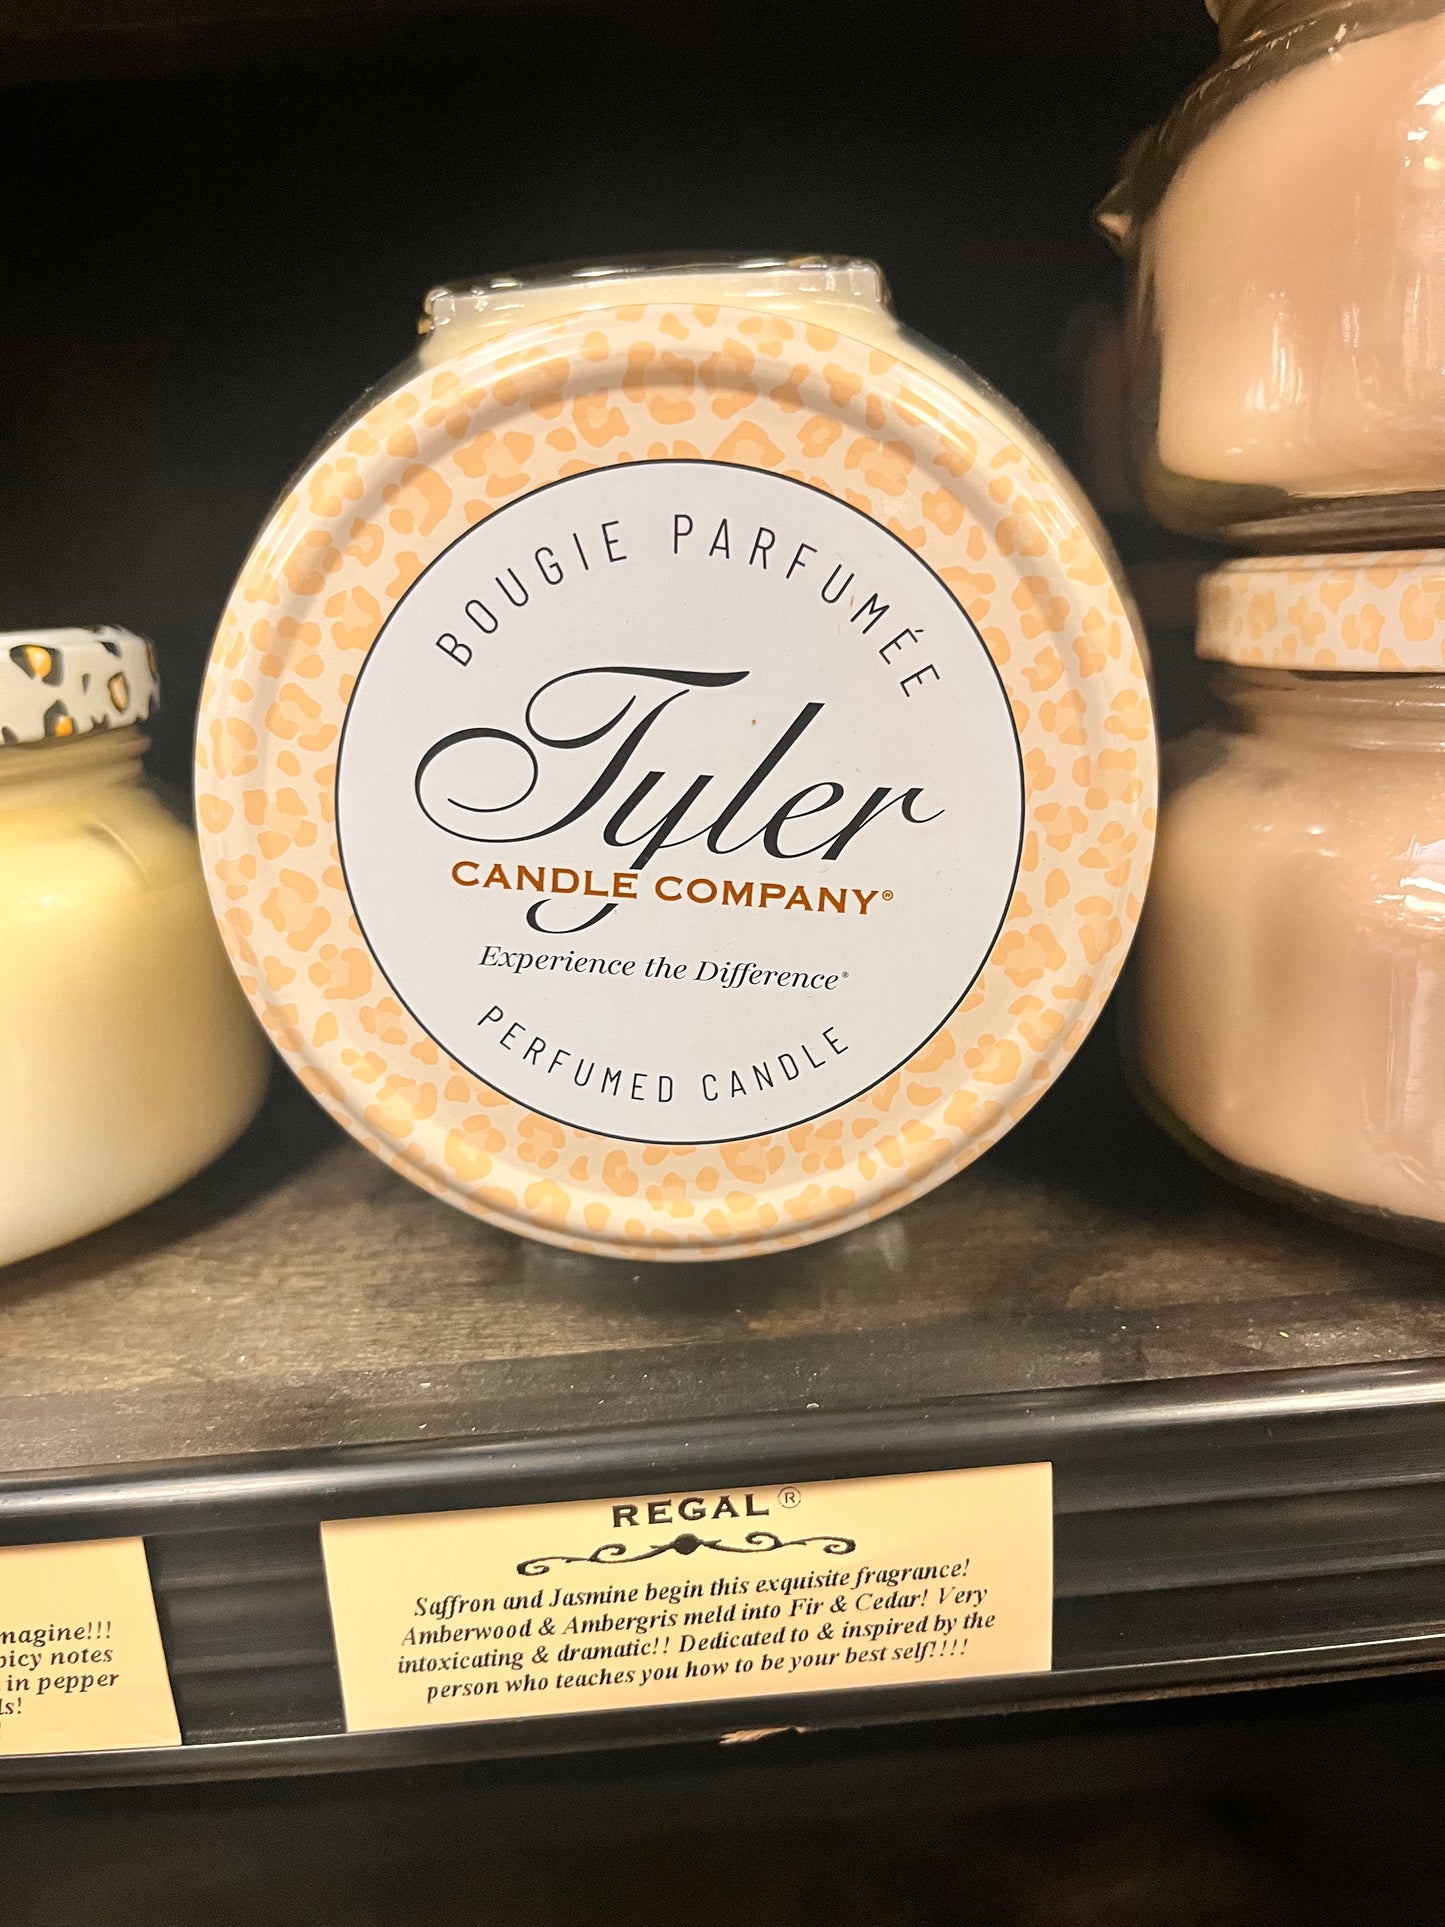 BOUGIE PARFUMÉE
Tyler
CANDLE COMPANY®
Experience the Difference®
PERFUMED CANDLE
REGAL®
Saffron and Jasmine begin this exquisite fragrance!
Amberwood & Ambergris meld into Fir & Cedar! Very
intoxicating & dramatic!! Dedicated to & inspired by the
person who teaches you how to be your best self!!!!
magine!!!
picy notes
in pepper
ls!